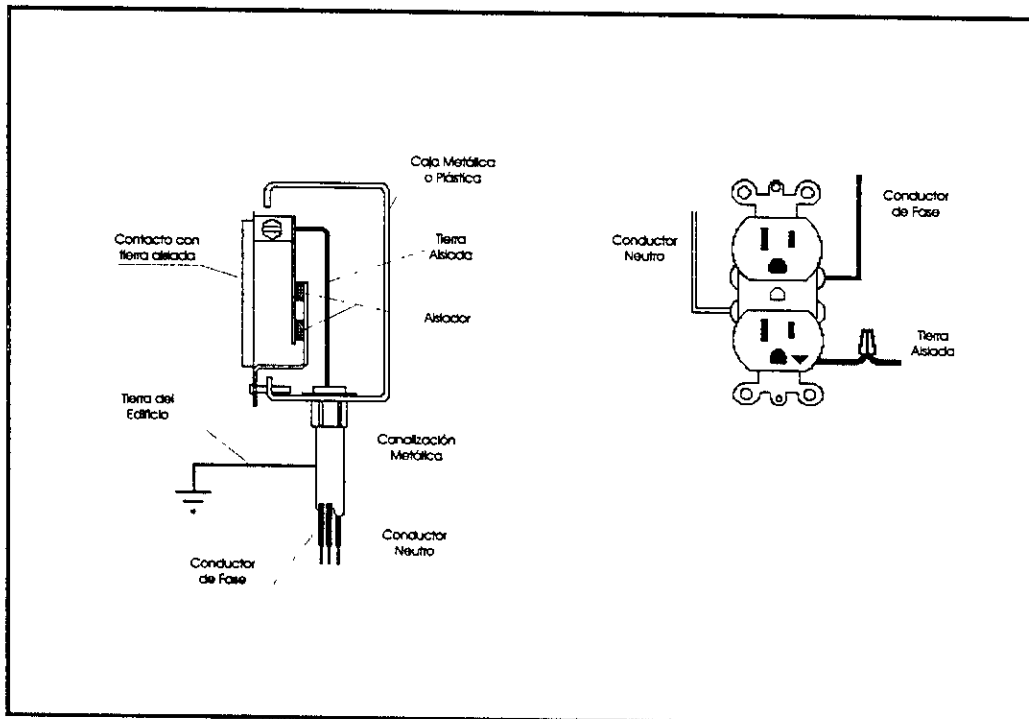 Caja Metálica
o Plástica
Contacto con
tierra aislada
Tierra
Aislada
Aislador
Tierra del
Edificio
Canalización
Metálica
Conductor
Neutro
Conductor
de Fase
Conductor
de Fase
Conductor
Neutro
Tierra
Aislada